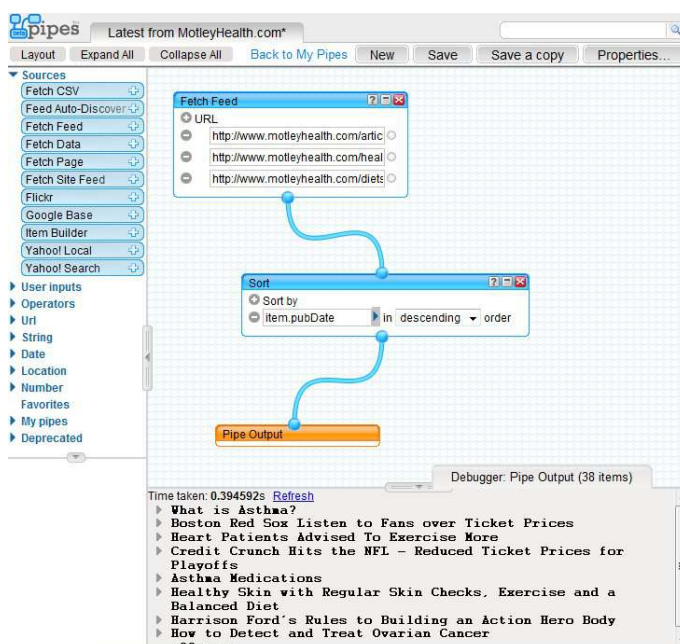 pipes
beta
Latest from MotleyHealth.com*
Layout Expand All Collapse All Back to My Pipes New Save Save a copy Properties...
Sources
Fetch CSV
Feed Auto-Discover
Fetch Feed
Fetch Data
Fetch Page
Fetch Site Feed
Flickr
Google Base
Item Builder
Yahoo! Local
Yahoo! Search
User inputs
Operators
Url
String
Date
Location
Number
Favorites
My pipes
Deprecated
Fetch Feed
URL
http://www.motleyhealth.com/artic
http://www.motleyhealth.com/heal
http://www.motleyhealth.com/diets
Sort
Sort by
item.pubDate in descending order
Pipe Output
Debugger: Pipe Output (38 items)
Time taken: 0.394592s Refresh
What is Asthma?
Boston Red Sox Listen to Fans over Ticket Prices
Heart Patients Advised To Exercise More
Credit Crunch Hits the NFL – Reduced Ticket Prices for
Playoffs
Asthma Medications
Healthy Skin with Regular Skin Checks, Exercise and a
Balanced Diet
Harrison Ford's Rules to Building an Action Hero Body
How to Detect and Treat Ovarian Cancer